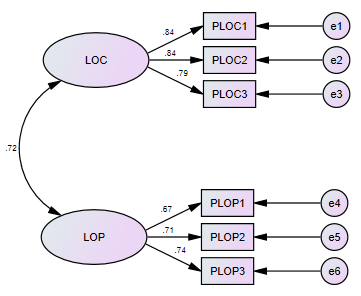 .84
PLOC1
e1
LOC
.84
PLOC2
e2
.79
PLOC3
e3
.72
.67
PLOP1
e4
LOP
.71
PLOP2
e5
.74
PLOP3
e6